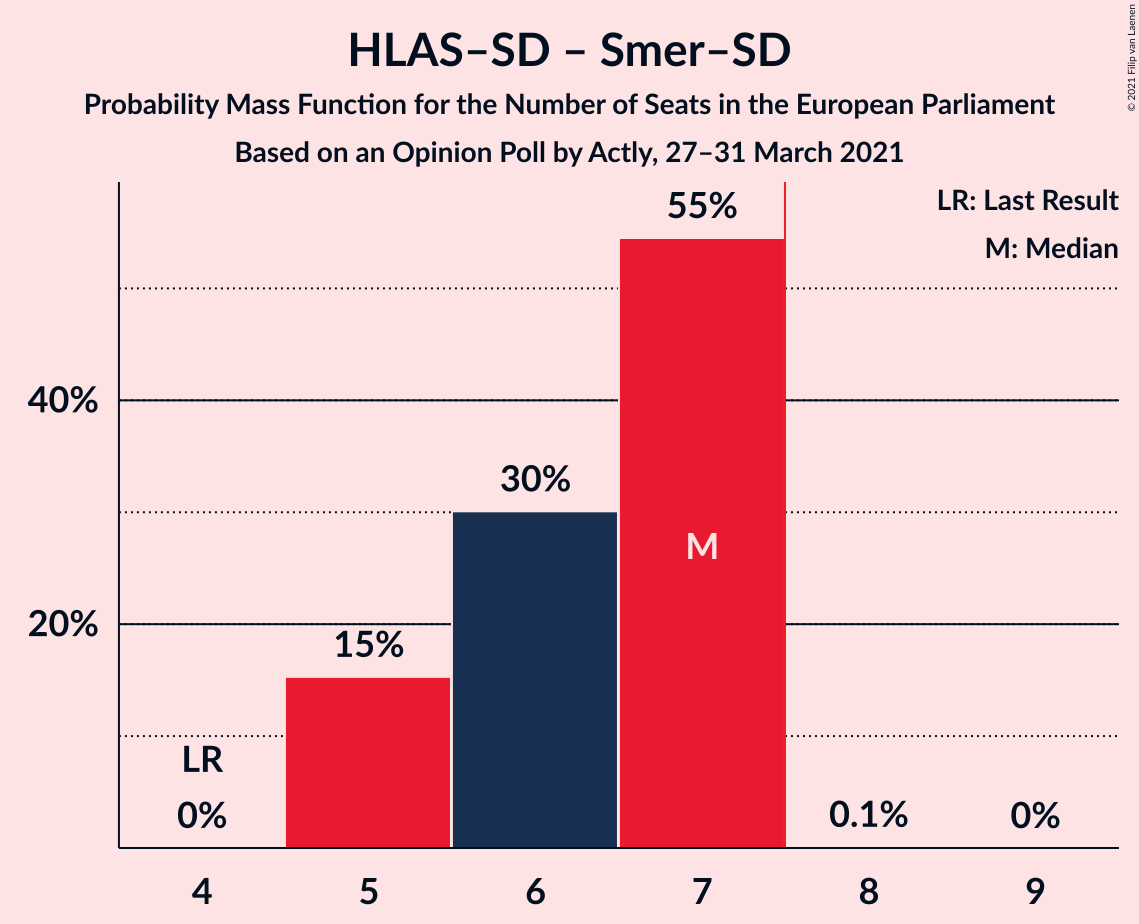 HLAS–SD – Smer–SD
Probability Mass Function for the Number of Seats in the European Parliament
Based on an Opinion Poll by Actly, 27–31 March 2021
© 2021 Filip van Laenen
LR: Last Result
M: Median
55%
40%
30%
M
20%
15%
LR
0%
0.1%
0%
4
5
6
7
8
9